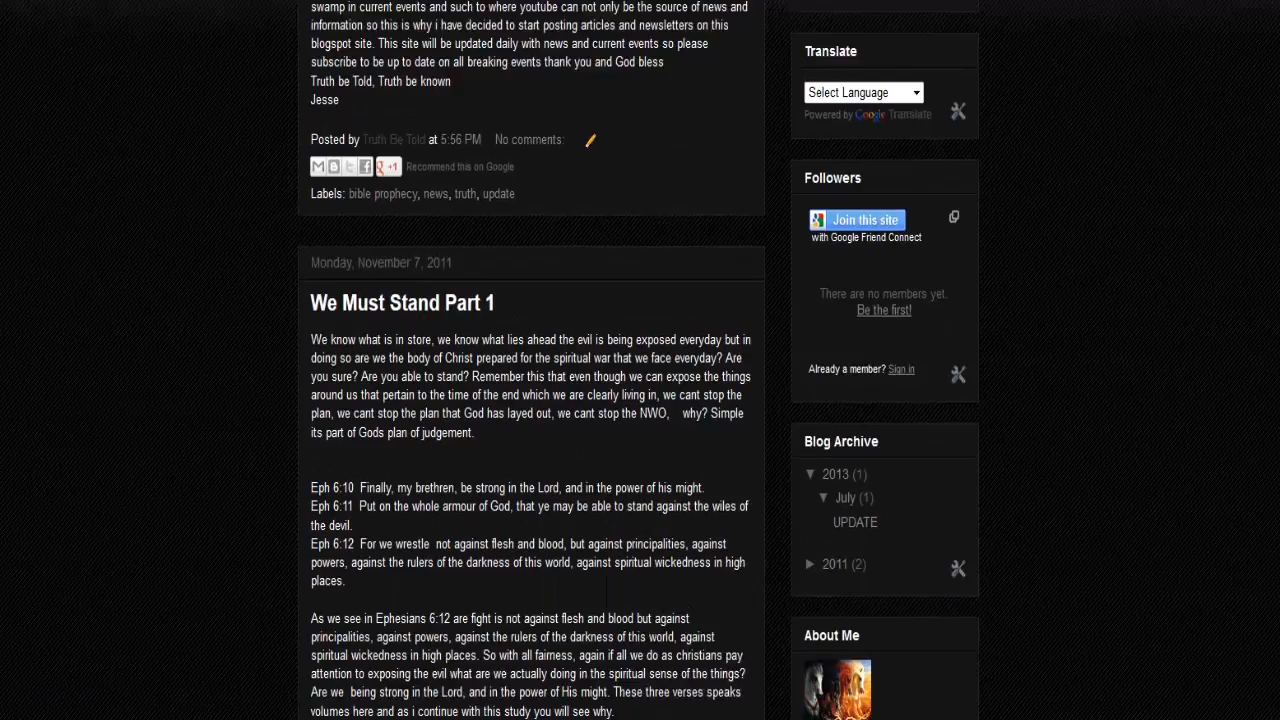 swamp in current events and such to where youtube can not only be the source of news and
information so this is why i have decided to start posting articles and newsletters on this
blogspot site. This site will be updated daily with news and current events so please
subscribe to be up to date on all breaking events thank you and God bless
Truth be Told, Truth be known
Jesse
Posted by Truth Be Told at 5:56 PM No comments:
+1 Recommend this on Google
Labels: bible prophecy, news, truth, update
Monday, November 7, 2011
We Must Stand Part 1
We know what is in store, we know what lies ahead the evil is being exposed everyday but in
doing so are we the body of Christ prepared for the spiritual war that we face everyday? Are
you sure? Are you able to stand? Remember this that even though we can expose the things
around us that pertain to the time of the end which we are clearly living in, we cant stop the
plan, we cant stop the plan that God has layed out, we cant stop the NWO, why? Simple
its part of Gods plan of judgement.
Eph 6:10 Finally, my brethren, be strong in the Lord, and in the power of his might.
Eph 6:11 Put on the whole armour of God, that ye may be able to stand against the wiles of
the devil.
Eph 6:12 For we wrestle not against flesh and blood, but against principalities, against
powers, against the rulers of the darkness of this world, against spiritual wickedness in high
places.
As we see in Ephesians 6:12 are fight is not against flesh and blood but against
principalities, against powers, against the rulers of the darkness of this world, against
spiritual wickedness in high places. So with all fairness, again if all we do as christians pay
attention to exposing the evil what are we actually doing in the spiritual sense of the things?
Are we being strong in the Lord, and in the power of His might. These three verses speaks
volumes here and as i continue with this study you will see why.
Translate
Select Language
Powered by Google Translate
Followers
Join this site
with Google Friend Connect
There are no members yet.
Be the first!
Already a member? Sign in
Blog Archive
▼ 2013 (1)
▼ July (1)
UPDATE
► 2011 (2)
About Me